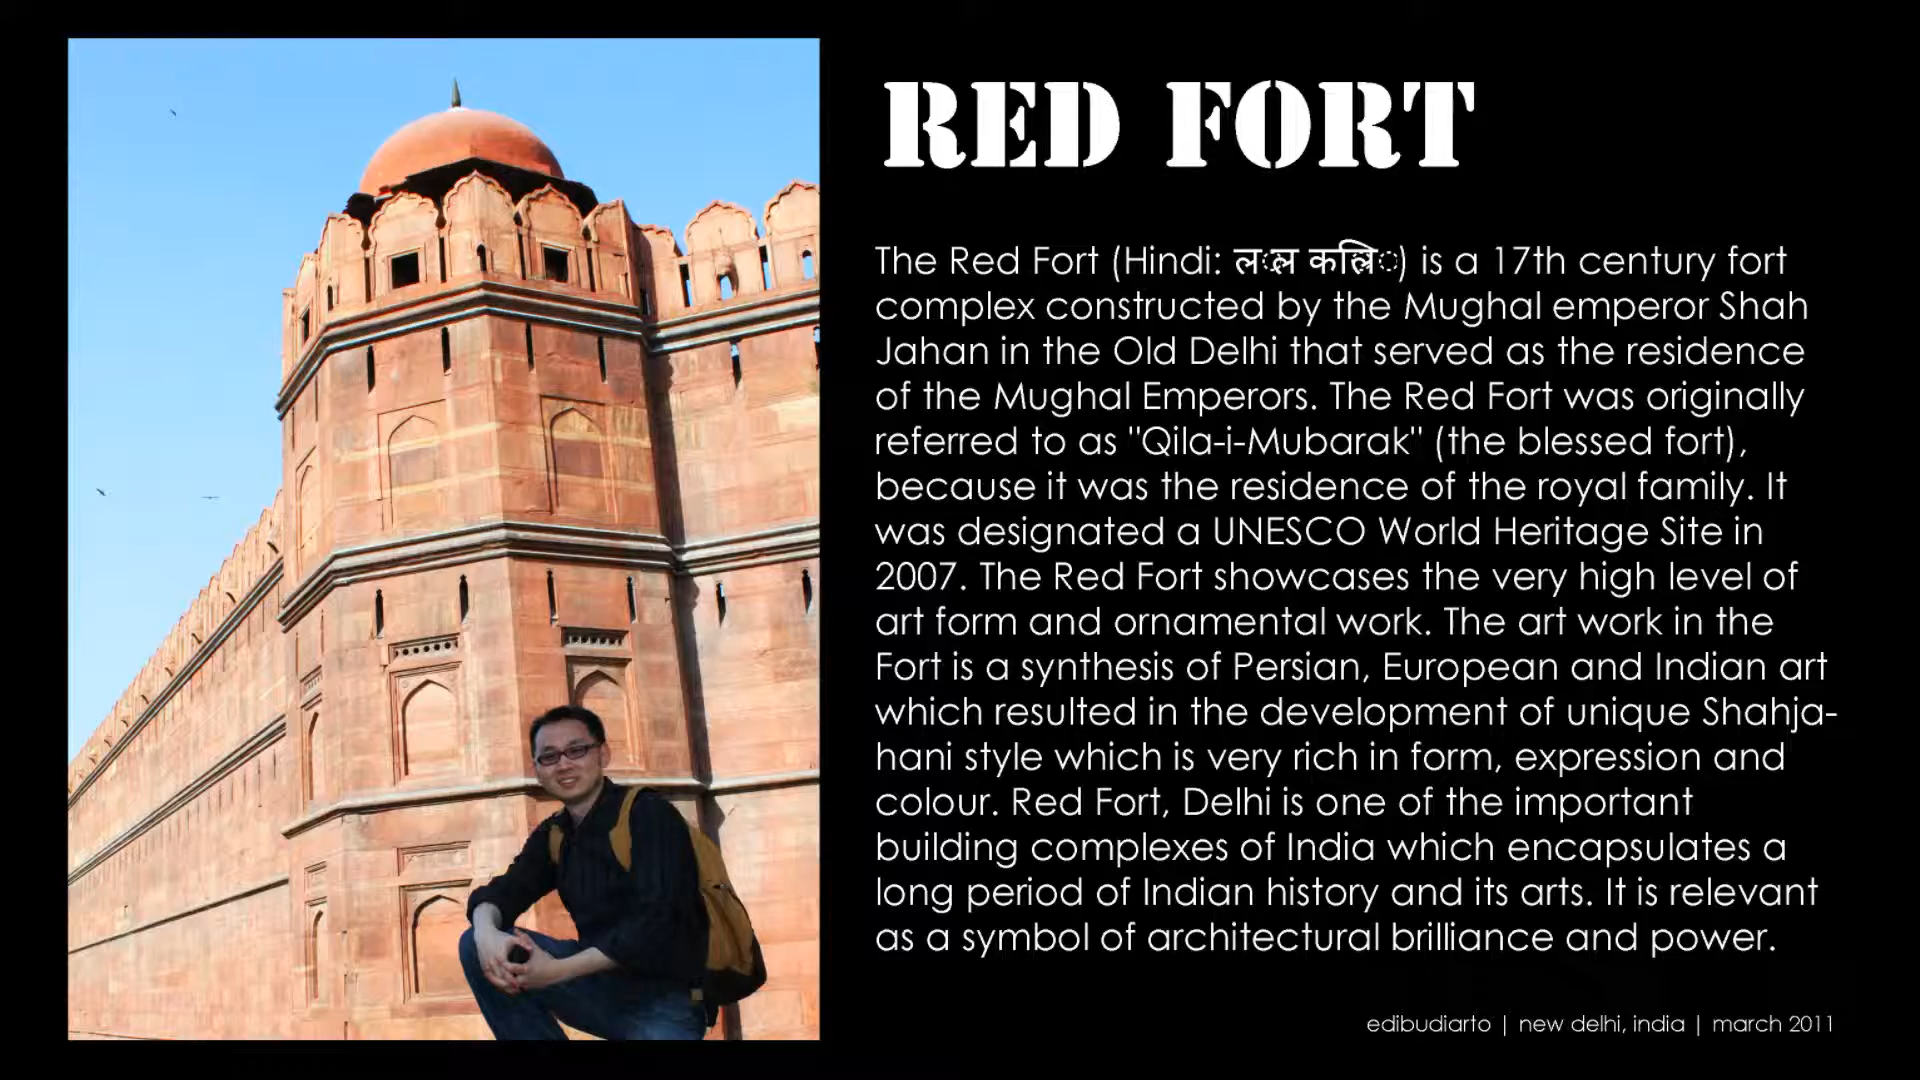 RED FORT
The Red Fort (Hindi: लाल किला) is a 17th century fort
complex constructed by the Mughal emperor Shah
Jahan in the Old Delhi that served as the residence
of the Mughal Emperors. The Red Fort was originally
referred to as "Qila-i-Mubarak" (the blessed fort),
because it was the residence of the royal family. It
was designated a UNESCO World Heritage Site in
2007. The Red Fort showcases the very high level of
art form and ornamental work. The art work in the
Fort is a synthesis of Persian, European and Indian art
which resulted in the development of unique Shahja-
hani style which is very rich in form, expression and
colour. Red Fort, Delhi is one of the important
building complexes of India which encapsulates a
long period of Indian history and its arts. It is relevant
as a symbol of architectural brilliance and power.
edibudiarto | new delhi, india | march 2011